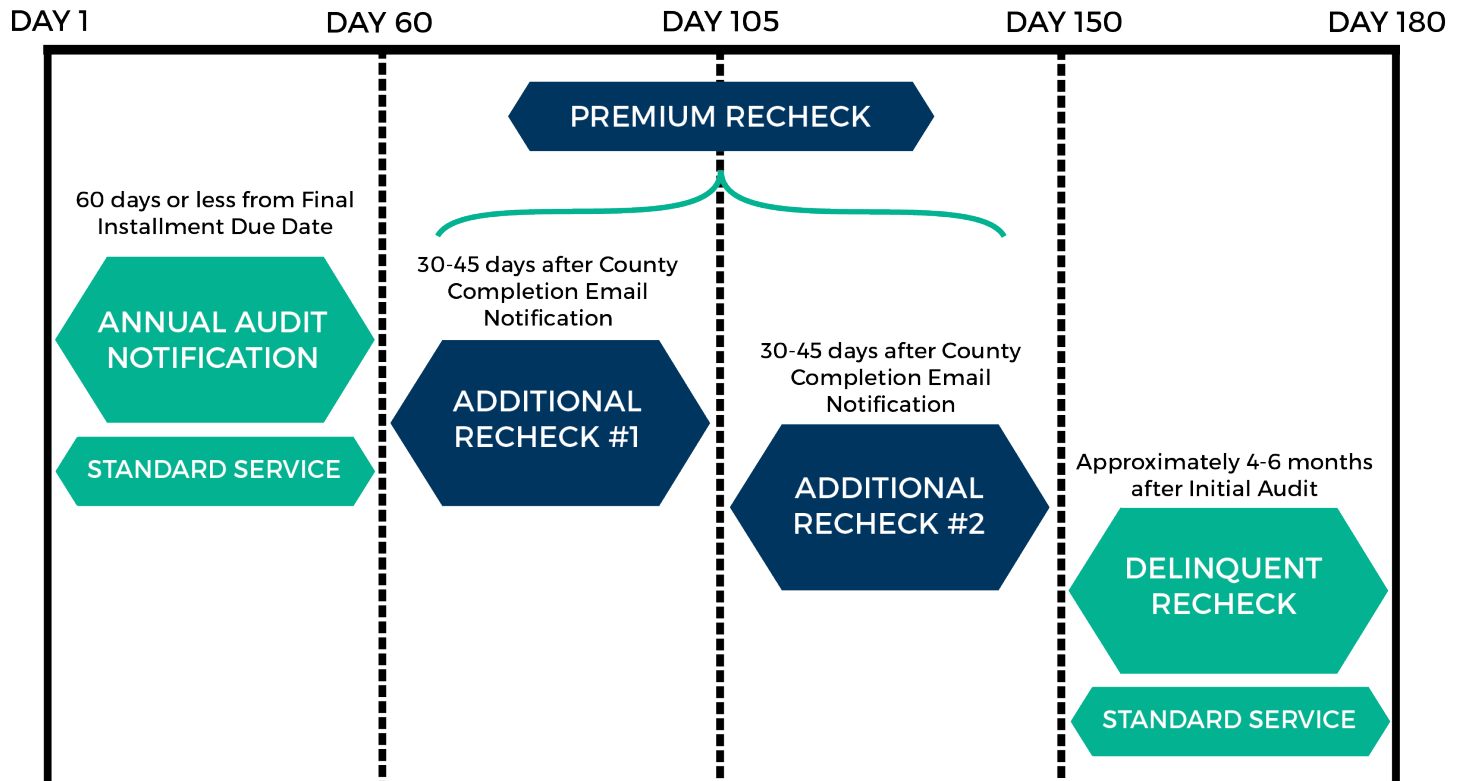 DAY 1
DAY 60
DAY 105
DAY 150
DAY 180
PREMIUM RECHECK
60 days or less from Final
Installment Due Date
ANNUAL AUDIT
NOTIFICATION
STANDARD SERVICE
30-45 days after County
Completion Email
Notification
ADDITIONAL
RECHECK #1
30-45 days after County
Completion Email
Notification
ADDITIONAL
RECHECK #2
Approximately 4-6 months
after Initial Audit
DELINQUENT
RECHECK
STANDARD SERVICE